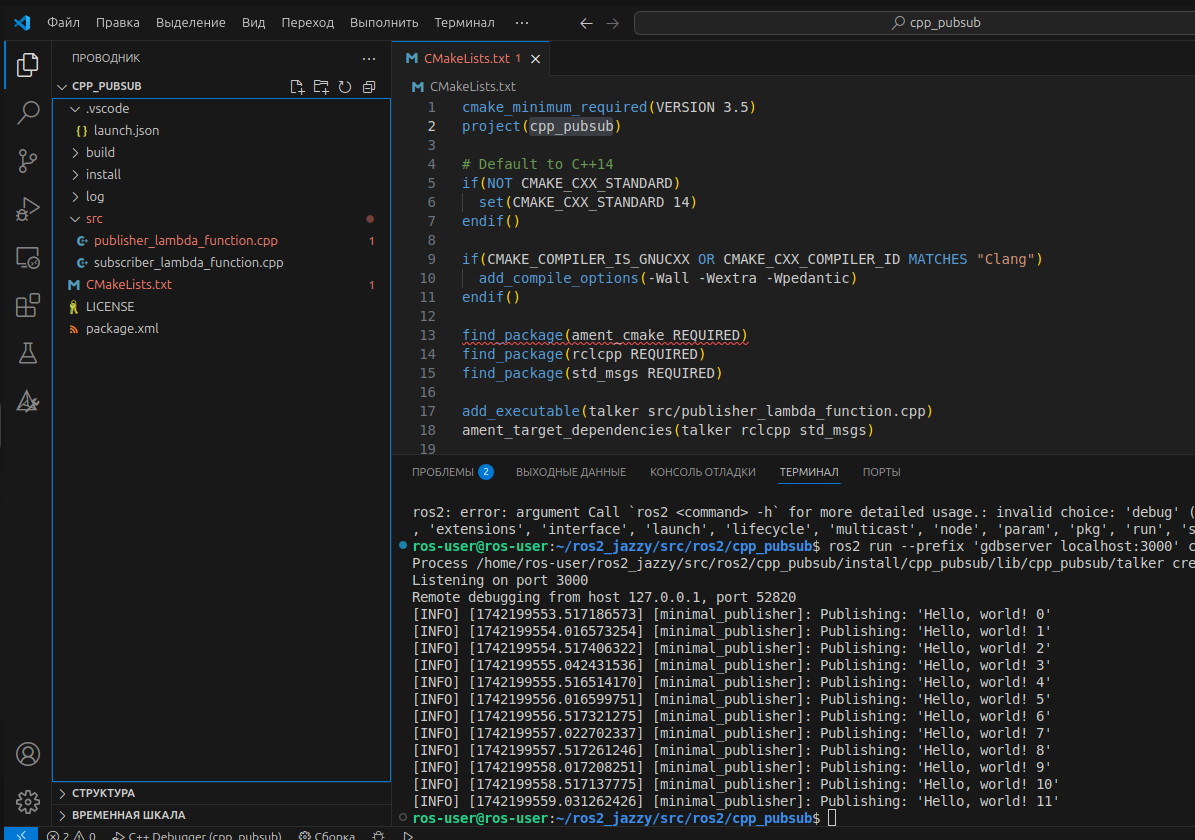 Файл Правка Выделение Вид Переход Выполнить Терминал ··· cpp_pubsub
ПРОВОДНИК
CPP_PUBSUB
.vscode
{} launch.json
build
install
log
src
publisher_lambda_function.cpp 1
subscriber_lambda_function.cpp
CMakeLists.txt 1
LICENSE
package.xml
СТРУКТУРА
ВРЕМЕННАЯ ШКАЛА
CMakeLists.txt 1
CMakeLists.txt
1 cmake_minimum_required(VERSION 3.5)
2 project(cpp_pubsub)
3
4 # Default to C++14
5 if(NOT CMAKE_CXX_STANDARD)
6 set(CMAKE_CXX_STANDARD 14)
7 endif()
8
9 if(CMAKE_COMPILER_IS_GNUCXX OR CMAKE_CXX_COMPILER_ID MATCHES "Clang")
10 add_compile_options(-Wall -Wextra -Wpedantic)
11 endif()
12
13 find_package(ament_cmake REQUIRED)
14 find_package(rclcpp REQUIRED)
15 find_package(std_msgs REQUIRED)
16
17 add_executable(talker src/publisher_lambda_function.cpp)
18 ament_target_dependencies(talker rclcpp std_msgs)
19
ПРОБЛЕМЫ 2 ВЫХОДНЫЕ ДАННЫЕ КОНСОЛЬ ОТЛАДКИ ТЕРМИНАЛ ПОРТЫ
ros2: error: argument Call `ros2 <command> -h` for more detailed usage.: invalid choice: 'debug' (
, 'extensions', 'interface', 'launch', 'lifecycle', 'multicast', 'node', 'param', 'pkg', 'run', 's
ros-user@ros-user:~/ros2_jazzy/src/ros2/cpp_pubsub$ ros2 run --prefix 'gdbserver localhost:3000' c
Process /home/ros-user/ros2_jazzy/src/ros2/cpp_pubsub/install/cpp_pubsub/lib/cpp_pubsub/talker cre
Listening on port 3000
Remote debugging from host 127.0.0.1, port 52820
[INFO] [1742199553.517186573] [minimal_publisher]: Publishing: 'Hello, world! 0'
[INFO] [1742199554.016573254] [minimal_publisher]: Publishing: 'Hello, world! 1'
[INFO] [1742199554.517406322] [minimal_publisher]: Publishing: 'Hello, world! 2'
[INFO] [1742199555.042431536] [minimal_publisher]: Publishing: 'Hello, world! 3'
[INFO] [1742199555.516514170] [minimal_publisher]: Publishing: 'Hello, world! 4'
[INFO] [1742199556.016599751] [minimal_publisher]: Publishing: 'Hello, world! 5'
[INFO] [1742199556.517321275] [minimal_publisher]: Publishing: 'Hello, world! 6'
[INFO] [1742199557.022702337] [minimal_publisher]: Publishing: 'Hello, world! 7'
[INFO] [1742199557.517261246] [minimal_publisher]: Publishing: 'Hello, world! 8'
[INFO] [1742199558.017208251] [minimal_publisher]: Publishing: 'Hello, world! 9'
[INFO] [1742199558.517137775] [minimal_publisher]: Publishing: 'Hello, world! 10'
[INFO] [1742199559.031262426] [minimal_publisher]: Publishing: 'Hello, world! 11'
ros-user@ros-user:~/ros2_jazzy/src/ros2/cpp_pubsub$
2 0 C++ Debugger (cpp_pubsub) Сборка